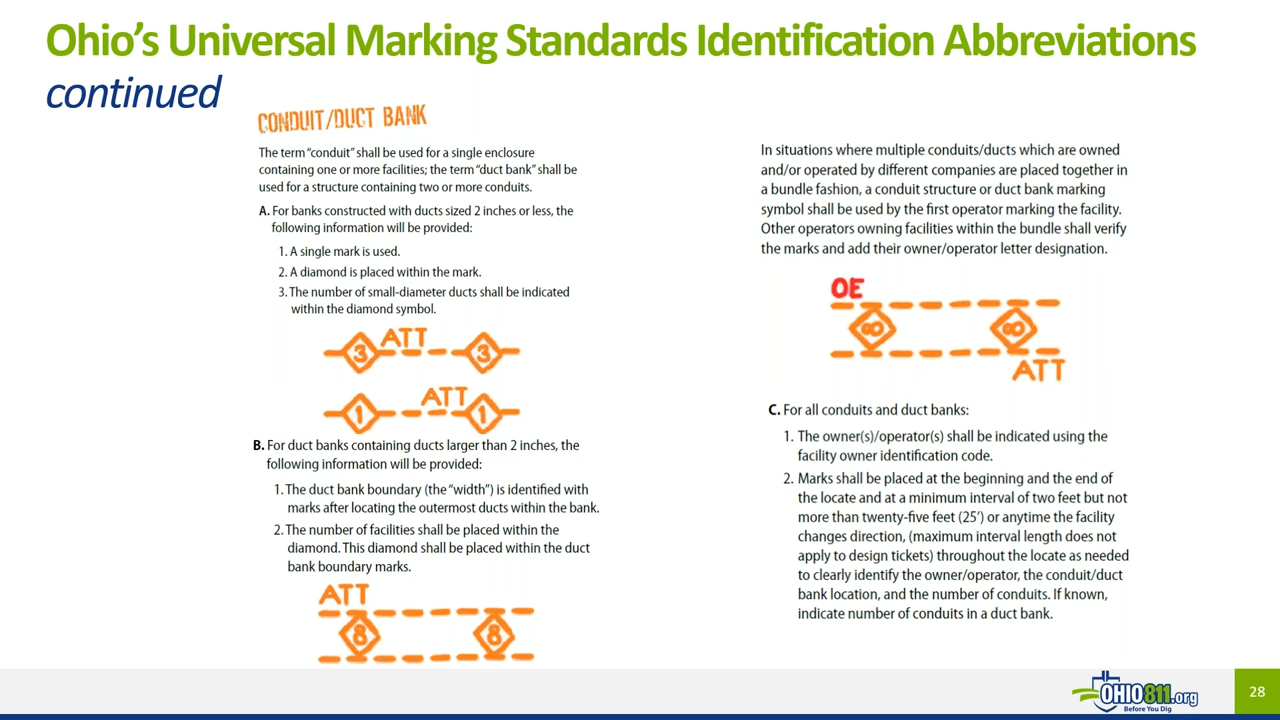 Ohio's Universal Marking Standards Identification Abbreviations
continued
CONDUIT/DUCT BANK
The term “conduit” shall be used for a single enclosure
containing one or more facilities; the term “duct bank” shall be
used for a structure containing two or more conduits.
A. For banks constructed with ducts sized 2 inches or less, the
following information will be provided:
1. A single mark is used.
2. A diamond is placed within the mark.
3. The number of small-diameter ducts shall be indicated
within the diamond symbol.
ATT
3 3
ATT
1 1
B. For duct banks containing ducts larger than 2 inches, the
following information will be provided:
1. The duct bank boundary (the “width”) is identified with
marks after locating the outermost ducts within the bank.
2. The number of facilities shall be placed within the
diamond. This diamond shall be placed within the duct
bank boundary marks.
ATT
8 8
In situations where multiple conduits/ducts which are owned
and/or operated by different companies are placed together in
a bundle fashion, a conduit structure or duct bank marking
symbol shall be used by the first operator marking the facility.
Other operators owning facilities within the bundle shall verify
the marks and add their owner/operator letter designation.
OE
8 8
ATT
C. For all conduits and duct banks:
1. The owner(s)/operator(s) shall be indicated using the
facility owner identification code.
2. Marks shall be placed at the beginning and the end of
the locate and at a minimum interval of two feet but not
more than twenty-five feet (25’) or anytime the facility
changes direction, (maximum interval length does not
apply to design tickets) throughout the locate as needed
to clearly identify the owner/operator, the conduit/duct
bank location, and the number of conduits. If known,
indicate number of conduits in a duct bank.
OHIO811.org
Before You Dig
28